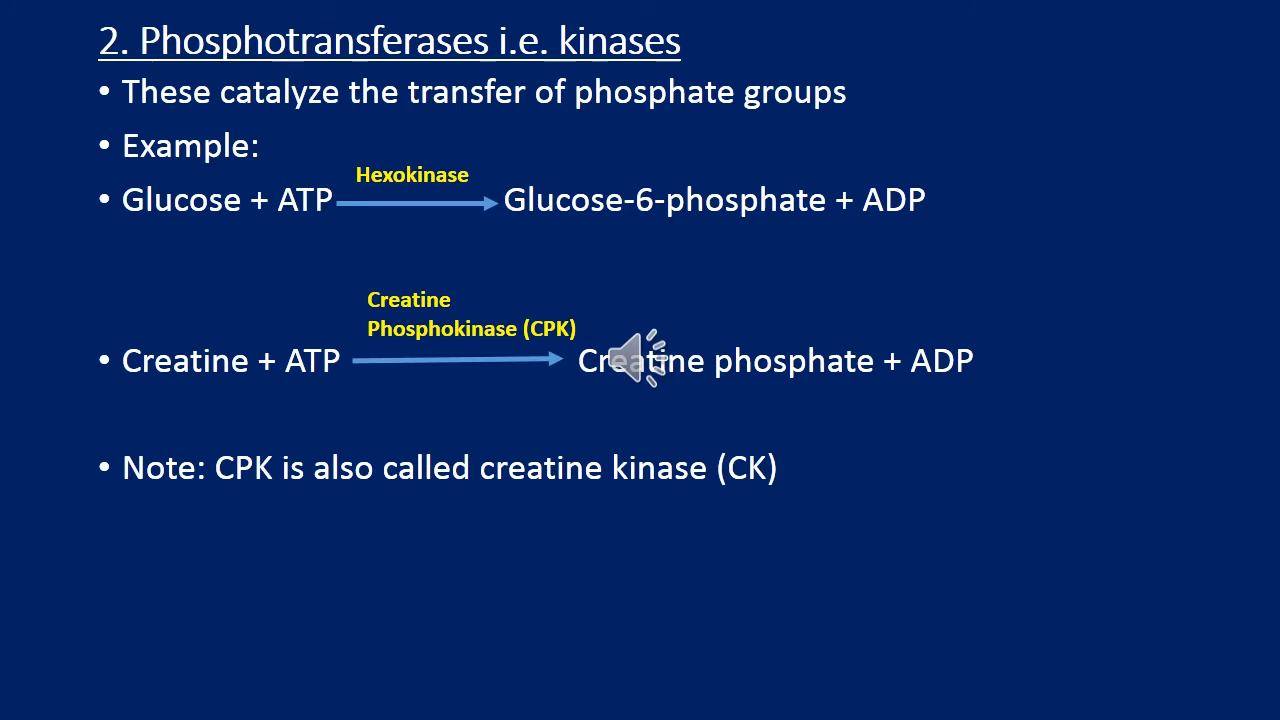 2. Phosphotransferases i.e. kinases
• These catalyze the transfer of phosphate groups
• Example:
Hexokinase
• Glucose + ATP Glucose-6-phosphate + ADP
Creatine
Phosphokinase (CPK)
• Creatine + ATP Creatine phosphate + ADP
• Note: CPK is also called creatine kinase (CK)